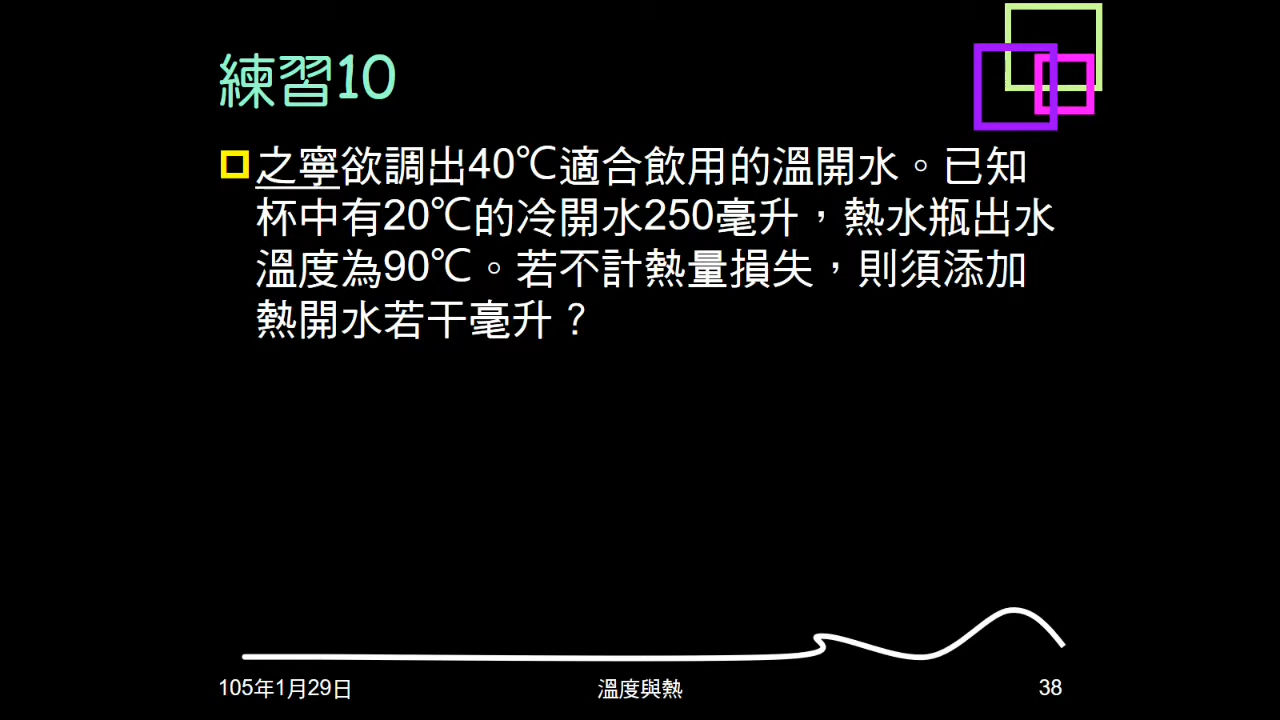 練習10
之寧欲調出40℃適合飲用的溫開水。已知
杯中有20℃的冷開水250毫升，熱水瓶出水
溫度為90℃。若不計熱量損失，則須添加
熱開水若干毫升？
105年1月29日
溫度與熱
38